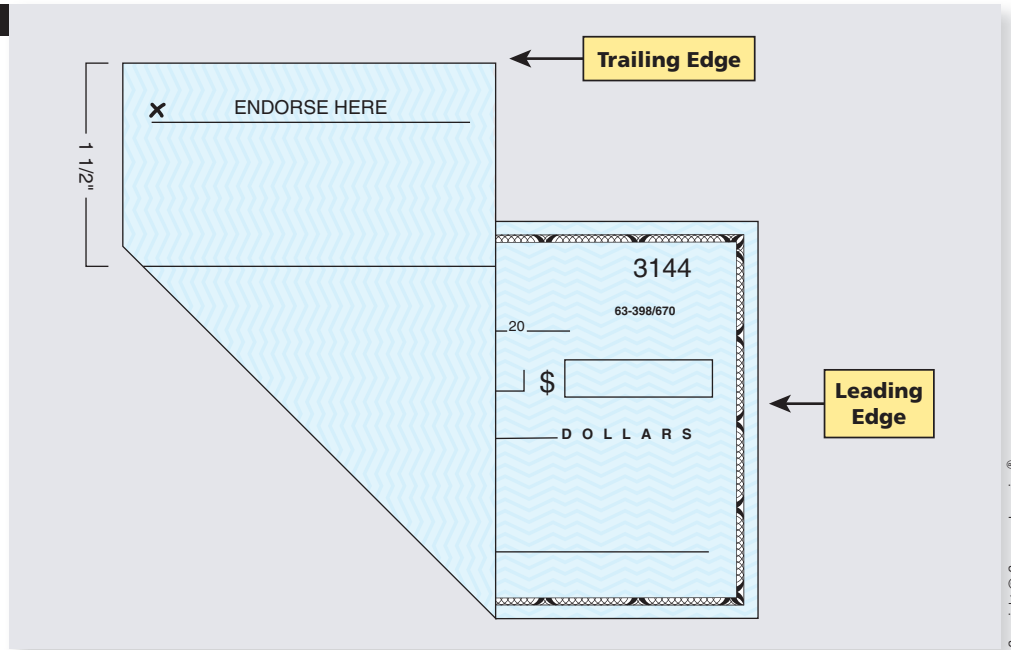 Trailing Edge
ENDORSE HERE
1 1/2"
3144
63-398/670
20
$
Leading
Edge
DOLLARS